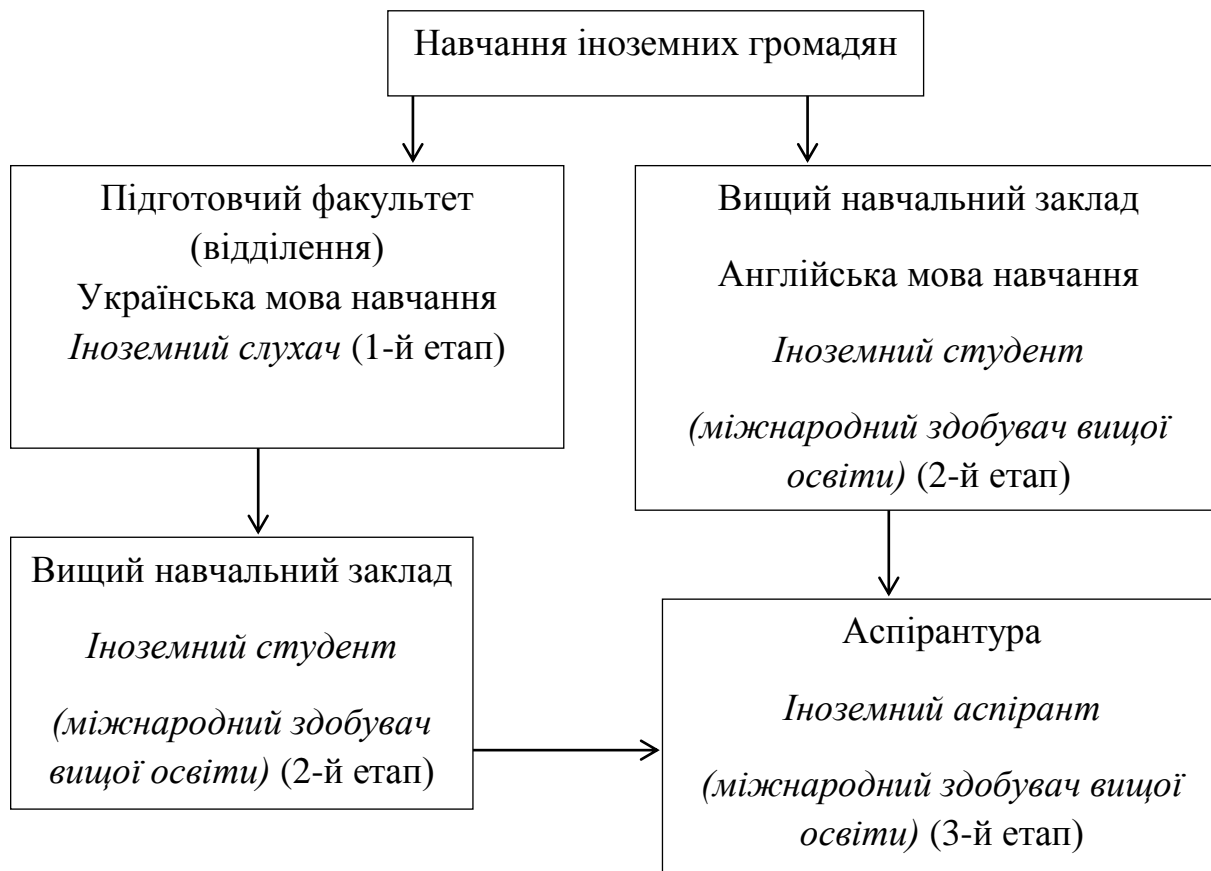 Навчання іноземних громадян
Підготовчий факультет
(відділення)
Українська мова навчання
Іноземний слухач (1-й етап)
Вищий навчальний заклад
Англійська мова навчання
Іноземний студент
(міжнародний здобувач вищої
освіти) (2-й етап)
Вищий навчальний заклад
Іноземний студент
(міжнародний здобувач
вищої освіти) (2-й етап)
Аспірантура
Іноземний аспірант
(міжнародний здобувач вищої
освіти) (3-й етап)